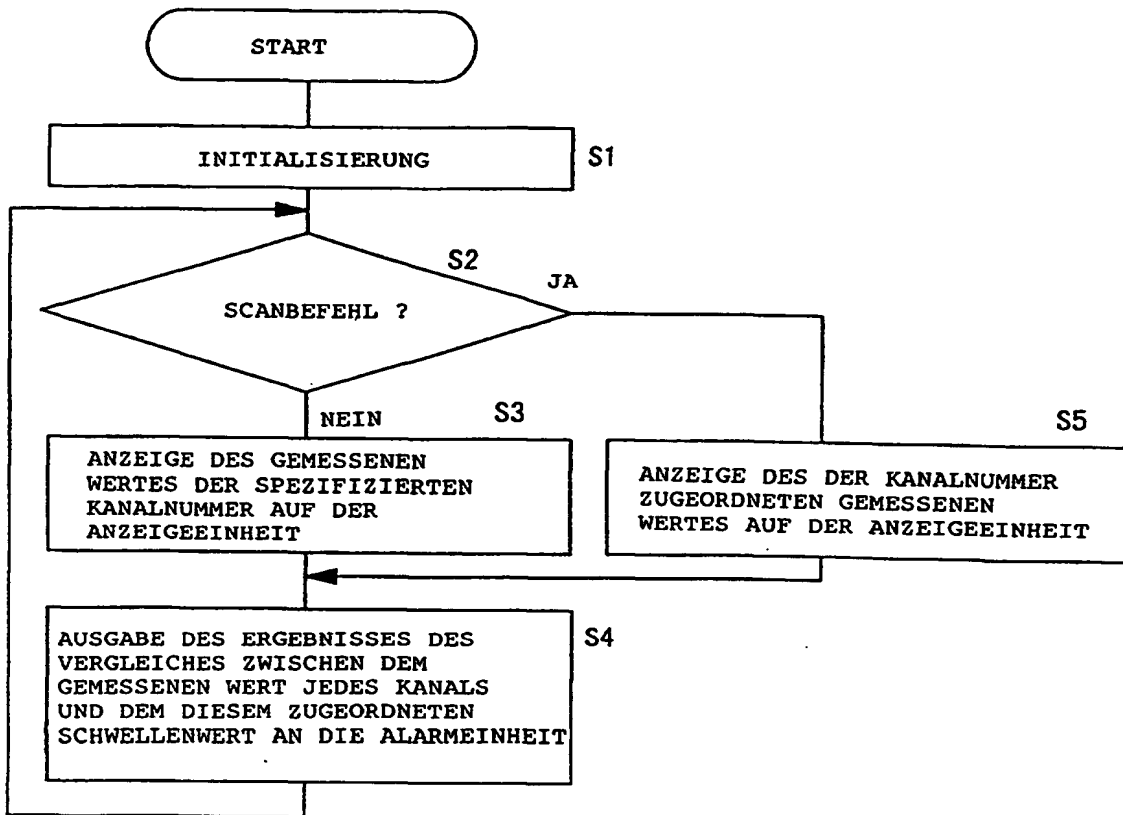 START
INITIALISIERUNG
S1
S2
JA
SCANBEFEHL ?
NEIN
S3
ANZEIGE DES GEMESSENEN
WERTES DER SPEZIFIZIERTEN
KANALNUMMER AUF DER
ANZEIGEEINHEIT
S5
ANZEIGE DES DER KANALNUMMER
ZUGEORDNETEN GEMESSENEN
WERTES AUF DER ANZEIGEEINHEIT
S4
AUSGABE DES ERGEBNISSES DES
VERGLEICHES ZWISCHEN DEM
GEMESSENEN WERT JEDES KANALS
UND DEM DIESEM ZUGEORDNETEN
SCHWELLENWERT AN DIE ALARMEINHEIT